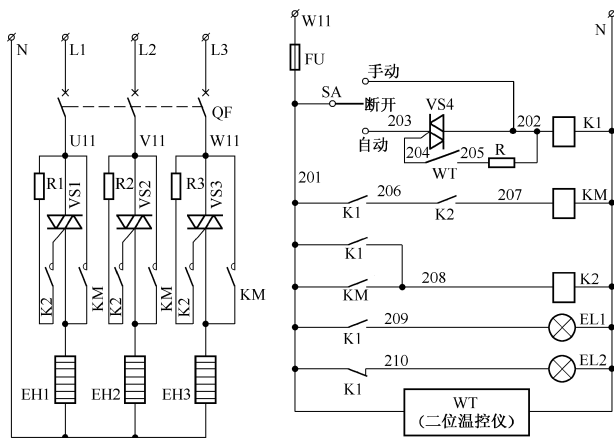 N
L1
L2
L3
QF
U11
V11
W11
R1
VS1
R2
VS2
R3
VS3
K2
KM
K2
KM
K2
KM
EH1
EH2
EH3
W11
N
FU
手动
SA
断开
VS4
203
202
K1
自动
204
205
R
WT
201
206
207
KM
K1
K2
K1
208
K2
KM
209
EL1
K1
210
EL2
K1
WT
(二位温控仪)